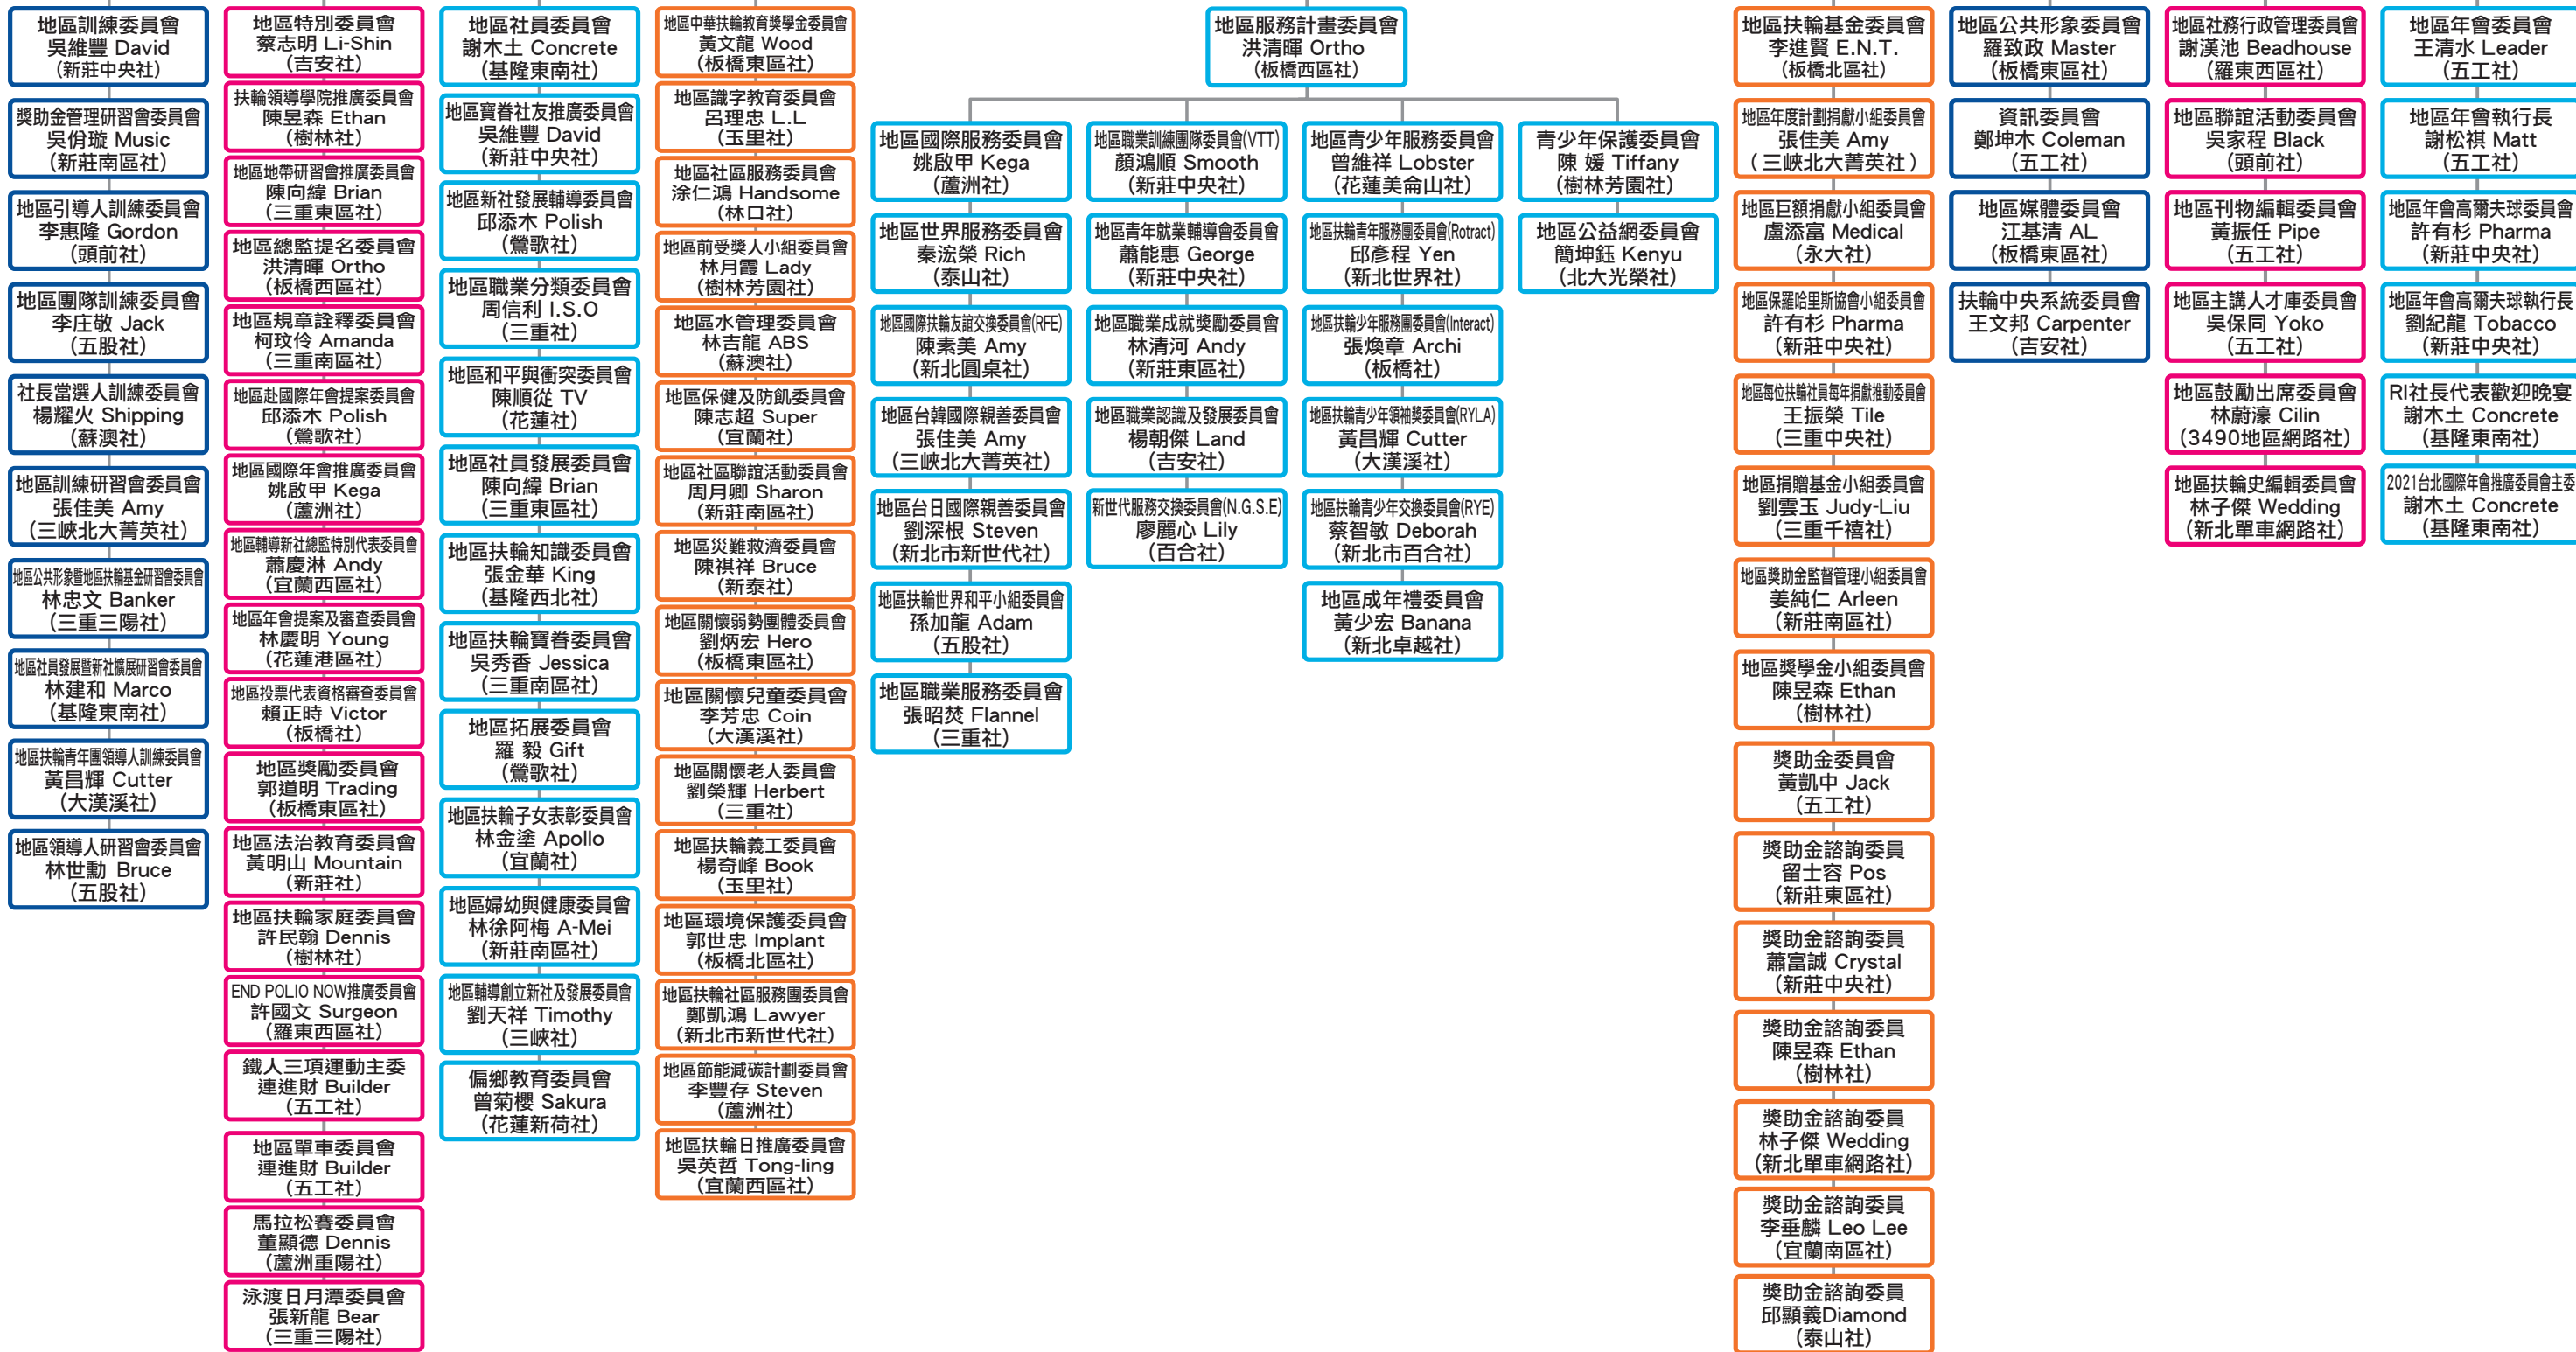 地區訓練委員會
吳維豐 David
(新莊中央社)
獎助金管理研習會委員會
吳佾璇 Music
(新莊南區社)
地區引導人訓練委員會
李惠隆 Gordon
(頭前社)
地區團隊訓練委員會
李庄敬 Jack
(五股社)
社長當選人訓練委員會
楊耀火 Shipping
(蘇澳社)
地區訓練研習會委員會
張佳美 Amy
(三峽北大菁英社)
地區公共形象暨地區扶輪基金研習會委員會
林忠文 Banker
(三重三陽社)
地區社員發展暨新社擴展研習會委員會
林建和 Marco
(基隆東南社)
地區扶輪青年團領導人訓練委員會
黃昌輝 Cutter
(大漢溪社)
地區領導人研習會委員會
林世勳 Bruce
(五股社)
地區特別委員會
蔡志明 Li-Shin
(吉安社)
扶輪領導學院推廣委員會
陳昱森 Ethan
(樹林社)
地區地帶研習會推廣委員會
陳向緯 Brian
(三重東區社)
地區總監提名委員會
洪清暉 Ortho
(板橋西區社)
地區規章詮釋委員會
柯玟伶 Amanda
(三重南區社)
地區赴國際年會提案委員會
邱添木 Polish
(鶯歌社)
地區國際年會推廣委員會
姚啟甲 Kega
(蘆洲社)
地區輔導新社總監特別代表委員會
蕭慶淋 Andy
(宜蘭西區社)
地區年會提案及審查委員會
林慶明 Young
(花蓮港區社)
地區投票代表資格審查委員會
賴正時 Victor
(板橋社)
地區獎勵委員會
郭道明 Trading
(板橋東區社)
地區法治教育委員會
黃明山 Mountain
(新莊社)
地區扶輪家庭委員會
許民翰 Dennis
(樹林社)
END POLIO NOW推廣委員會
許國文 Surgeon
(羅東西區社)
鐵人三項運動主委
連進財 Builder
(五工社)
地區單車委員會
連進財 Builder
(五工社)
馬拉松賽委員會
董顯德 Dennis
(蘆洲重陽社)
泳渡日月潭委員會
張新龍 Bear
(三重三陽社)
地區社員委員會
謝木土 Concrete
(基隆東南社)
地區寶眷社友推廣委員會
吳維豐 David
(新莊中央社)
地區新社發展輔導委員會
邱添木 Polish
(鶯歌社)
地區職業分類委員會
周信利 I.S.O
(三重社)
地區和平與衝突委員會
陳順從 TV
(花蓮社)
地區社員發展委員會
陳向緯 Brian
(三重東區社)
地區扶輪知識委員會
張金華 King
(基隆西北社)
地區扶輪寶眷委員會
吳秀香 Jessica
(三重南區社)
地區拓展委員會
羅 毅 Gift
(鶯歌社)
地區扶輪子女表彰委員會
林金塗 Apollo
(宜蘭社)
地區婦幼與健康委員會
林徐阿梅 A-Mei
(新莊南區社)
地區輔導創立新社及發展委員會
劉天祥 Timothy
(三峽社)
偏鄉教育委員會
曾菊櫻 Sakura
(花蓮新荷社)
地區中華扶輪教育獎學金委員會
黃文龍 Wood
(板橋東區社)
地區識字教育委員會
呂理忠 L.L
(玉里社)
地區社區服務委員會
涂仁鴻 Handsome
(林口社)
地區前受獎人小組委員會
林月霞 Lady
(樹林芳園社)
地區水管理委員會
林吉龍 ABS
(蘇澳社)
地區保健及防飢委員會
陳志超 Super
(宜蘭社)
地區社區聯誼活動委員會
周月卿 Sharon
(新莊南區社)
地區災難救濟委員會
陳祺祥 Bruce
(新泰社)
地區關懷弱勢團體委員會
劉炳宏 Hero
(板橋東區社)
地區關懷兒童委員會
李芳忠 Coin
(大漢溪社)
地區關懷老人委員會
劉榮輝 Herbert
(三重社)
地區扶輪義工委員會
楊奇峰 Book
(玉里社)
地區環境保護委員會
郭世忠 Implant
(板橋北區社)
地區扶輪社區服務團委員會
鄭凱鴻 Lawyer
(新北市新世代社)
地區節能減碳計劃委員會
李豐存 Steven
(蘆洲社)
地區扶輪日推廣委員會
吳英哲 Tong-ling
(宜蘭西區社)
地區服務計畫委員會
洪清暉 Ortho
(板橋西區社)
地區國際服務委員會
姚啟甲 Kega
(蘆洲社)
地區世界服務委員會
秦浤榮 Rich
(泰山社)
地區國際扶輪友誼交換委員會(RFE)
陳素美 Amy
(新北圓桌社)
地區台韓國際親善委員會
張佳美 Amy
(三峽北大菁英社)
地區台日國際親善委員會
劉深根 Steven
(新北市新世代社)
地區扶輪世界和平小組委員會
孫加龍 Adam
(五股社)
地區職業服務委員會
張昭焚 Flannel
(三重社)
地區職業訓練團隊委員會(VTT)
顏鴻順 Smooth
(新莊中央社)
地區青年就業輔導會委員會
蕭能惠 George
(新莊中央社)
地區職業成就獎勵委員會
林清河 Andy
(新莊東區社)
地區職業認識及發展委員會
楊朝傑 Land
(吉安社)
新世代服務交換委員會(N.G.S.E)
廖麗心 Lily
(百合社)
地區青少年服務委員會
曾維祥 Lobster
(花蓮美侖山社)
地區扶輪青年服務團委員會(Rotract)
邱彥程 Yen
(新北世界社)
地區扶輪少年服務團委員會(Interact)
張煥章 Archi
(板橋社)
地區扶輪青少年領袖獎委員會(RYLA)
黃昌輝 Cutter
(大漢溪社)
地區扶輪青少年交換委員會(RYE)
蔡智敏 Deborah
(新北市百合社)
地區成年禮委員會
黃少宏 Banana
(新北卓越社)
青少年保護委員會
陳 媛 Tiffany
(樹林芳園社)
地區公益網委員會
簡坤鈺 Kenyu
(北大光榮社)
地區扶輪基金委員會
李進賢 E.N.T.
(板橋北區社)
地區年度計劃捐獻小組委員會
張佳美 Amy
(三峽北大菁英社)
地區巨額捐獻小組委員會
盧添富 Medical
(永大社)
地區保羅哈里斯協會小組委員會
許有杉 Pharma
(新莊中央社)
地區每位扶輪社員每年捐獻推動委員會
王振榮 Tile
(三重中央社)
地區捐贈基金小組委員會
劉雲玉 Judy-Liu
(三重千禧社)
地區獎助金監督管理小組委員會
姜純仁 Arleen
(新莊南區社)
地區獎學金小組委員會
陳昱森 Ethan
(樹林社)
獎助金委員會
黃凱中 Jack
(五工社)
獎助金諮詢委員
留士容 Pos
(新莊東區社)
獎助金諮詢委員
蕭富誠 Crystal
(新莊中央社)
獎助金諮詢委員
陳昱森 Ethan
(樹林社)
獎助金諮詢委員
林子傑 Wedding
(新北單車網路社)
獎助金諮詢委員
李垂麟 Leo Lee
(宜蘭南區社)
獎助金諮詢委員
邱顯義Diamond
(泰山社)
地區公共形象委員會
羅致政 Master
(板橋東區社)
資訊委員會
鄭坤木 Coleman
(五工社)
地區媒體委員會
江基清 AL
(板橋東區社)
扶輪中央系統委員會
王文邦 Carpenter
(吉安社)
地區社務行政管理委員會
謝漢池 Beadhouse
(羅東西區社)
地區聯誼活動委員會
吳家程 Black
(頭前社)
地區刊物編輯委員會
黃振任 Pipe
(五工社)
地區主講人才庫委員會
吳保同 Yoko
(五工社)
地區鼓勵出席委員會
林蔚濠 Cilin
(3490地區網路社)
地區扶輪史編輯委員會
林子傑 Wedding
(新北單車網路社)
地區年會委員會
王清水 Leader
(五工社)
地區年會執行長
謝松祺 Matt
(五工社)
地區年會高爾夫球委員會
許有杉 Pharma
(新莊中央社)
地區年會高爾夫球執行長
劉紀龍 Tobacco
(新莊中央社)
RI社長代表歡迎晚宴
謝木土 Concrete
(基隆東南社)
2021台北國際年會推廣委員會主委
謝木土 Concrete
(基隆東南社)